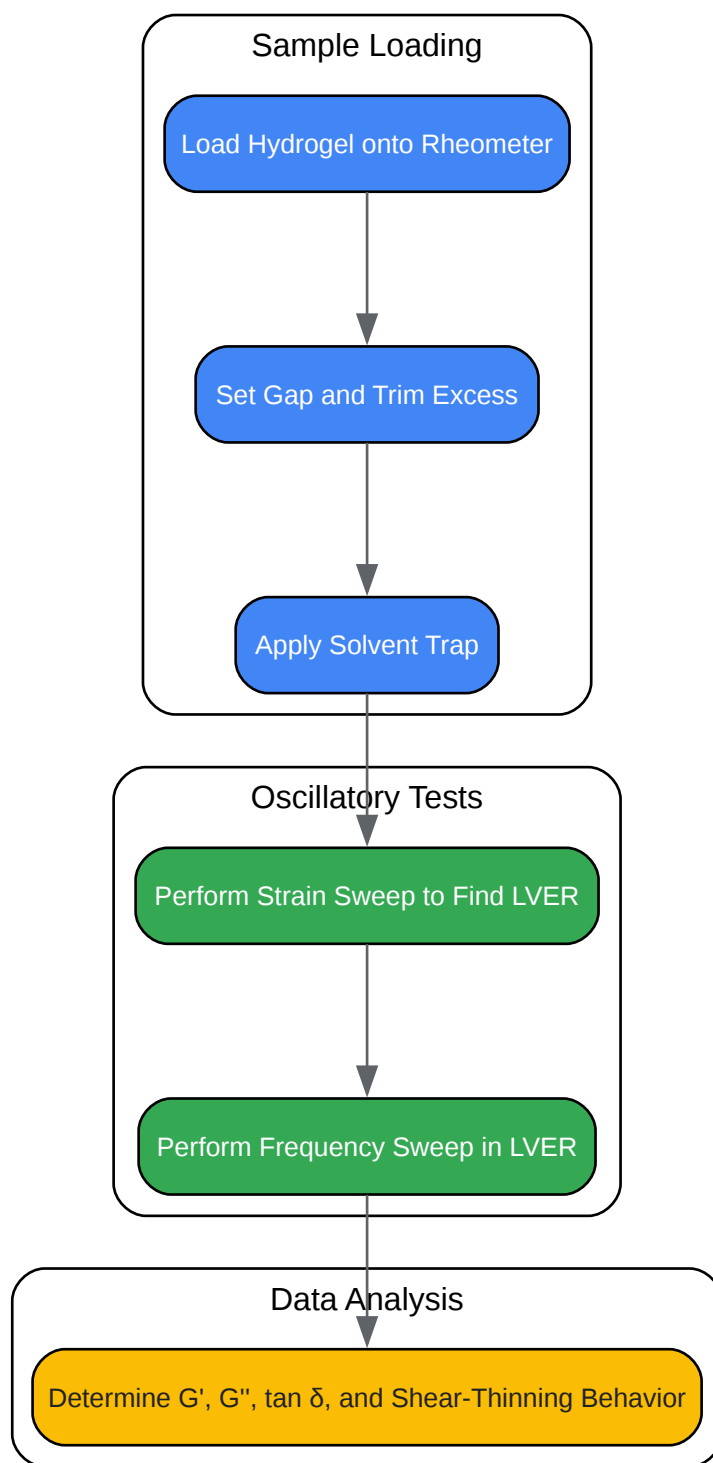 Sample Loading
Load Hydrogel onto Rheometer
Set Gap and Trim Excess
Apply Solvent Trap
Oscillatory Tests
Perform Strain Sweep to Find LVER
Perform Frequency Sweep in LVER
Data Analysis
Determine G', G'', tan δ, and Shear-Thinning Behavior